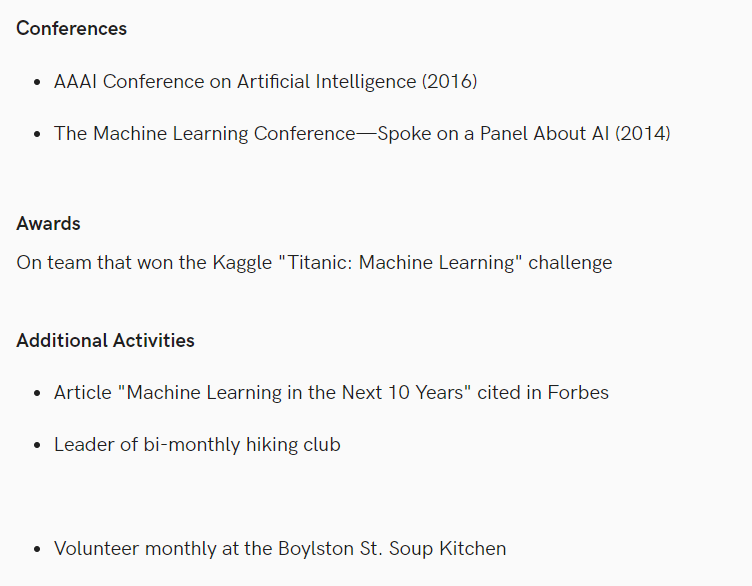 Conferences
AAAI Conference on Artificial Intelligence (2016)
The Machine Learning Conference—Spoke on a Panel About AI (2014)
Awards
On team that won the Kaggle "Titanic: Machine Learning" challenge
Additional Activities
Article "Machine Learning in the Next 10 Years" cited in Forbes
Leader of bi-monthly hiking club
Volunteer monthly at the Boylston St. Soup Kitchen